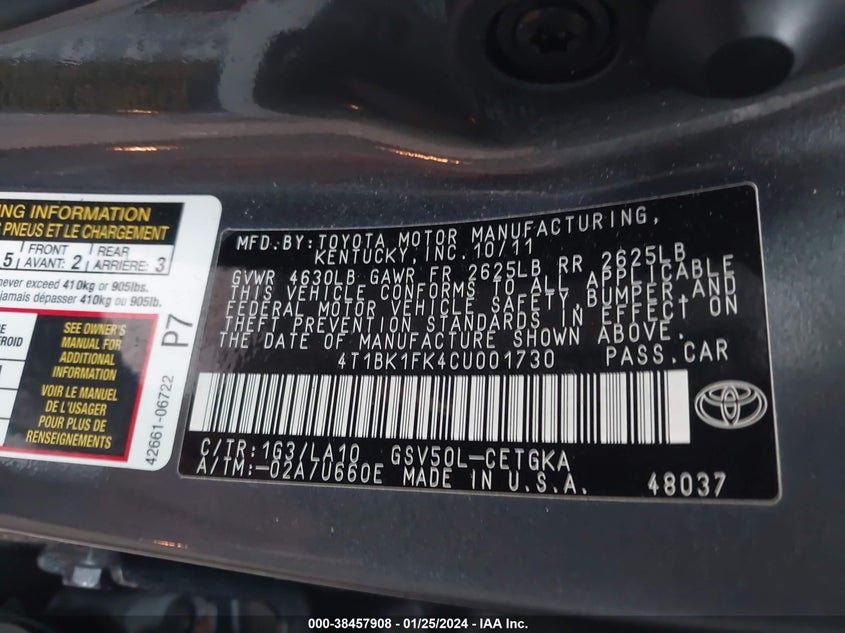 NG INFORMATION
PNEUS ET LE CHARGEMENT
5 FRONT AVANT: 2 REAR ARRIÈRE: 3
never exceed 410kg or 905lbs.
jamais dépasser 410kg ou 905lb.
SEE OWNER'S
MANUAL FOR
ADDITIONAL
INFORMATION
VOIR LE MANUEL
DE L'USAGER
POUR PLUS DE
RENSEIGNEMENTS
P7
42661-06722
MFD.BY:TOYOTA MOTOR MANUFACTURING,
KENTUCKY, INC. 10/11
GVWR 4630LB GAWR FR 2625LB RR 2625LB
THIS VEHICLE CONFORMS TO ALL APPLICABLE
FEDERAL MOTOR VEHICLE SAFETY, BUMPER, AND
THEFT PREVENTION STANDARDS IN EFFECT ON
THE DATE OF MANUFACTURE SHOWN ABOVE.
4T1BK1FK4CU001730 PASS.CAR
C/TR:1G3/LA10 GSV50L-CETGKA
A/TM:-02A/U660E MADE IN U.S.A. 48037
000-38457908 - 01/25/2024 - IAA Inc.